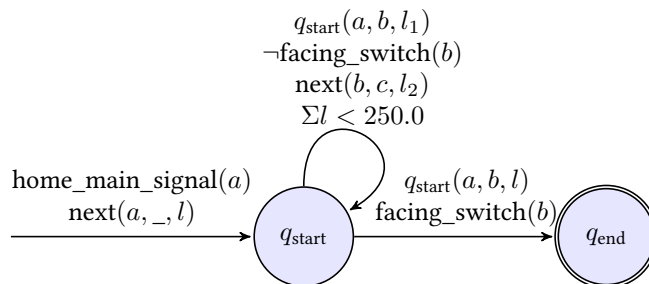 q_start(a, b, l_1)
¬facing_switch(b)
next(b, c, l_2)
Σl < 250.0
home_main_signal(a)
next(a, _, l)
q_start
q_start(a, b, l)
facing_switch(b)
q_end